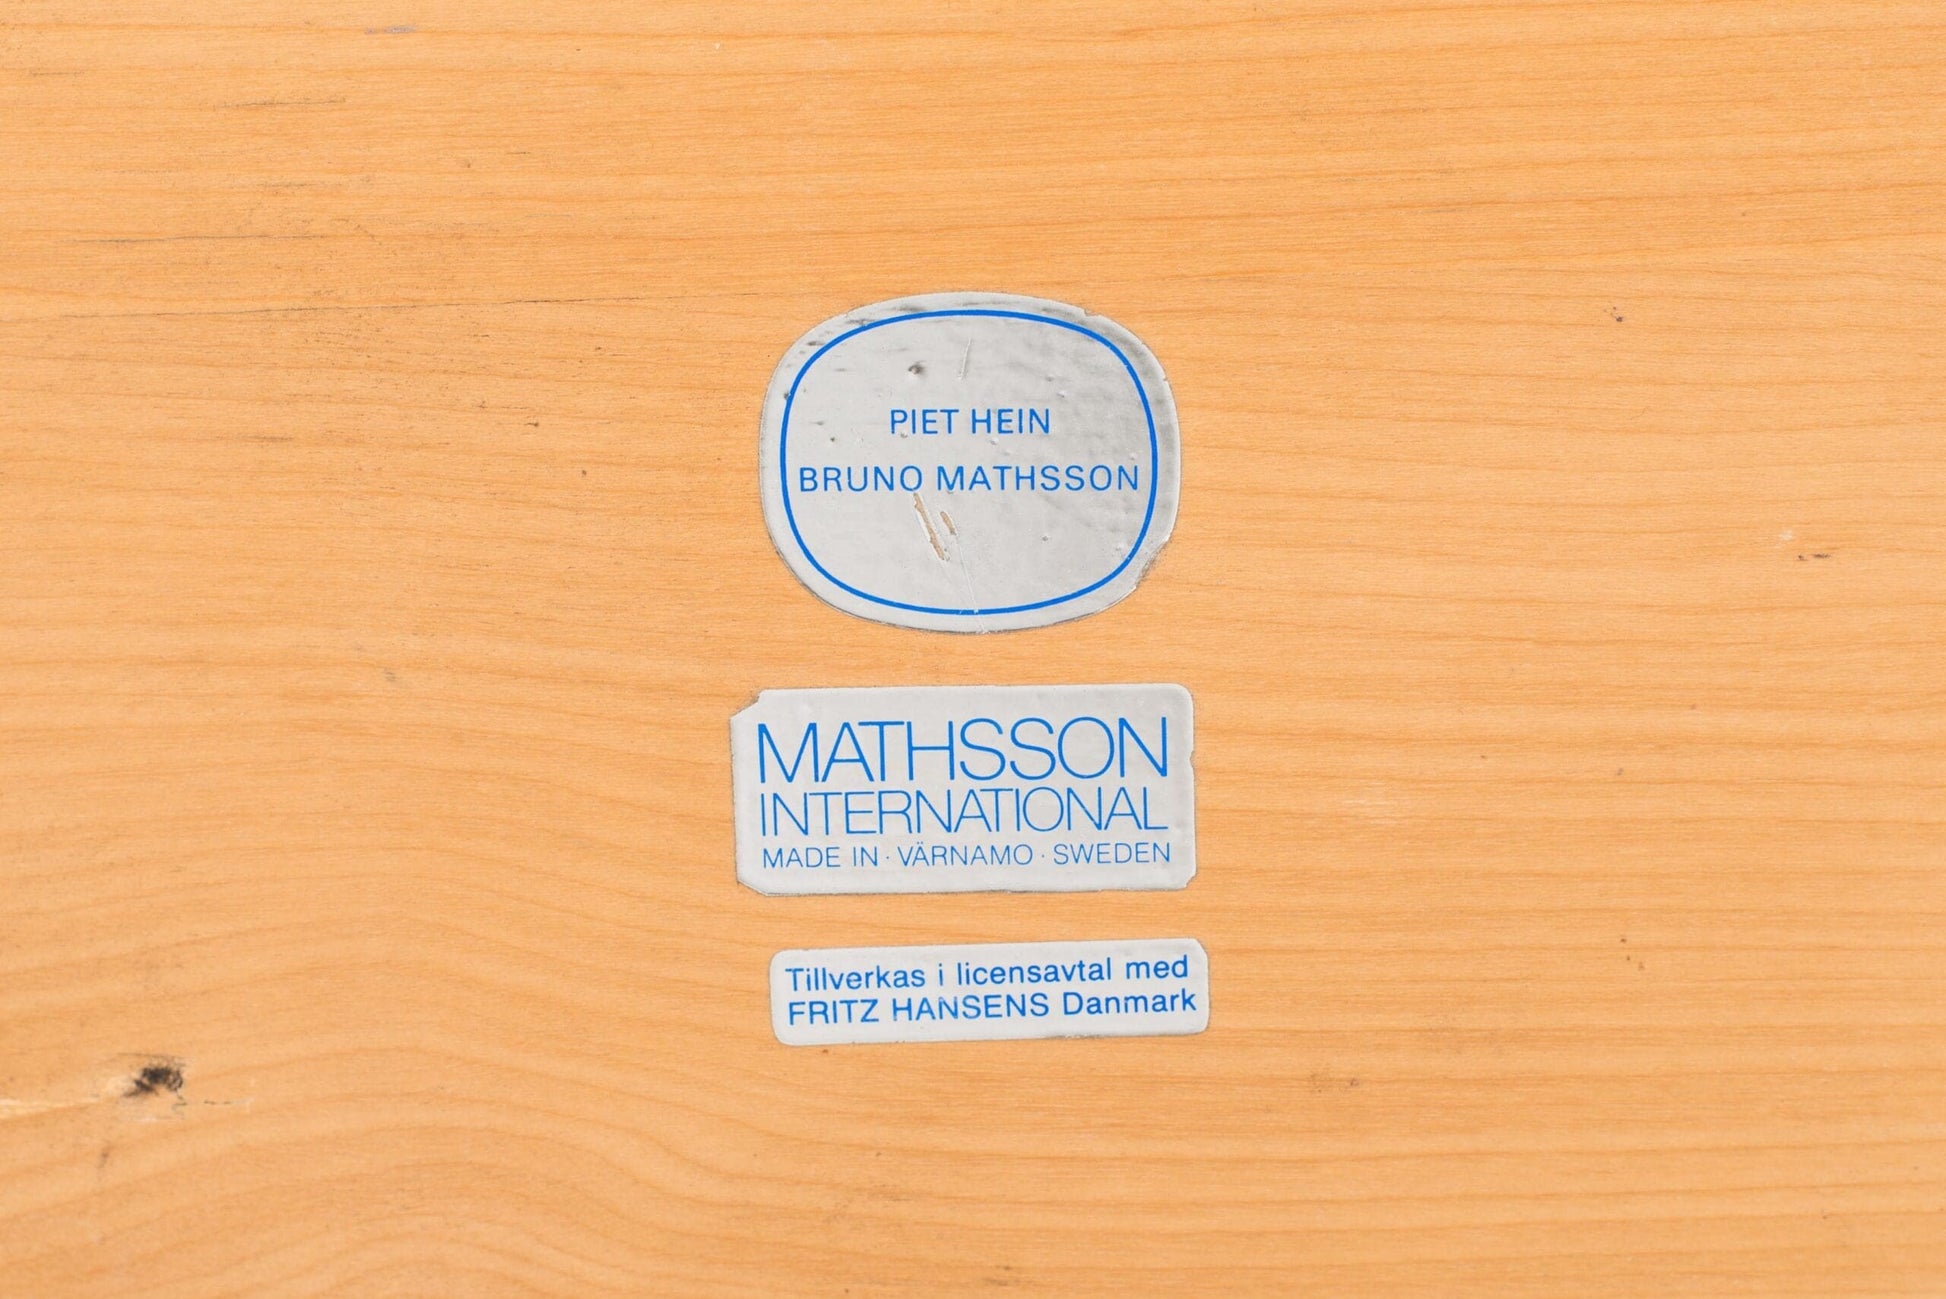 PIET HEIN
BRUNO MATHSSON
MATHSSON
INTERNATIONAL
MADE IN · VÄRNAMO · SWEDEN
Tillverkas i licensavtal med
FRITZ HANSENS Danmark